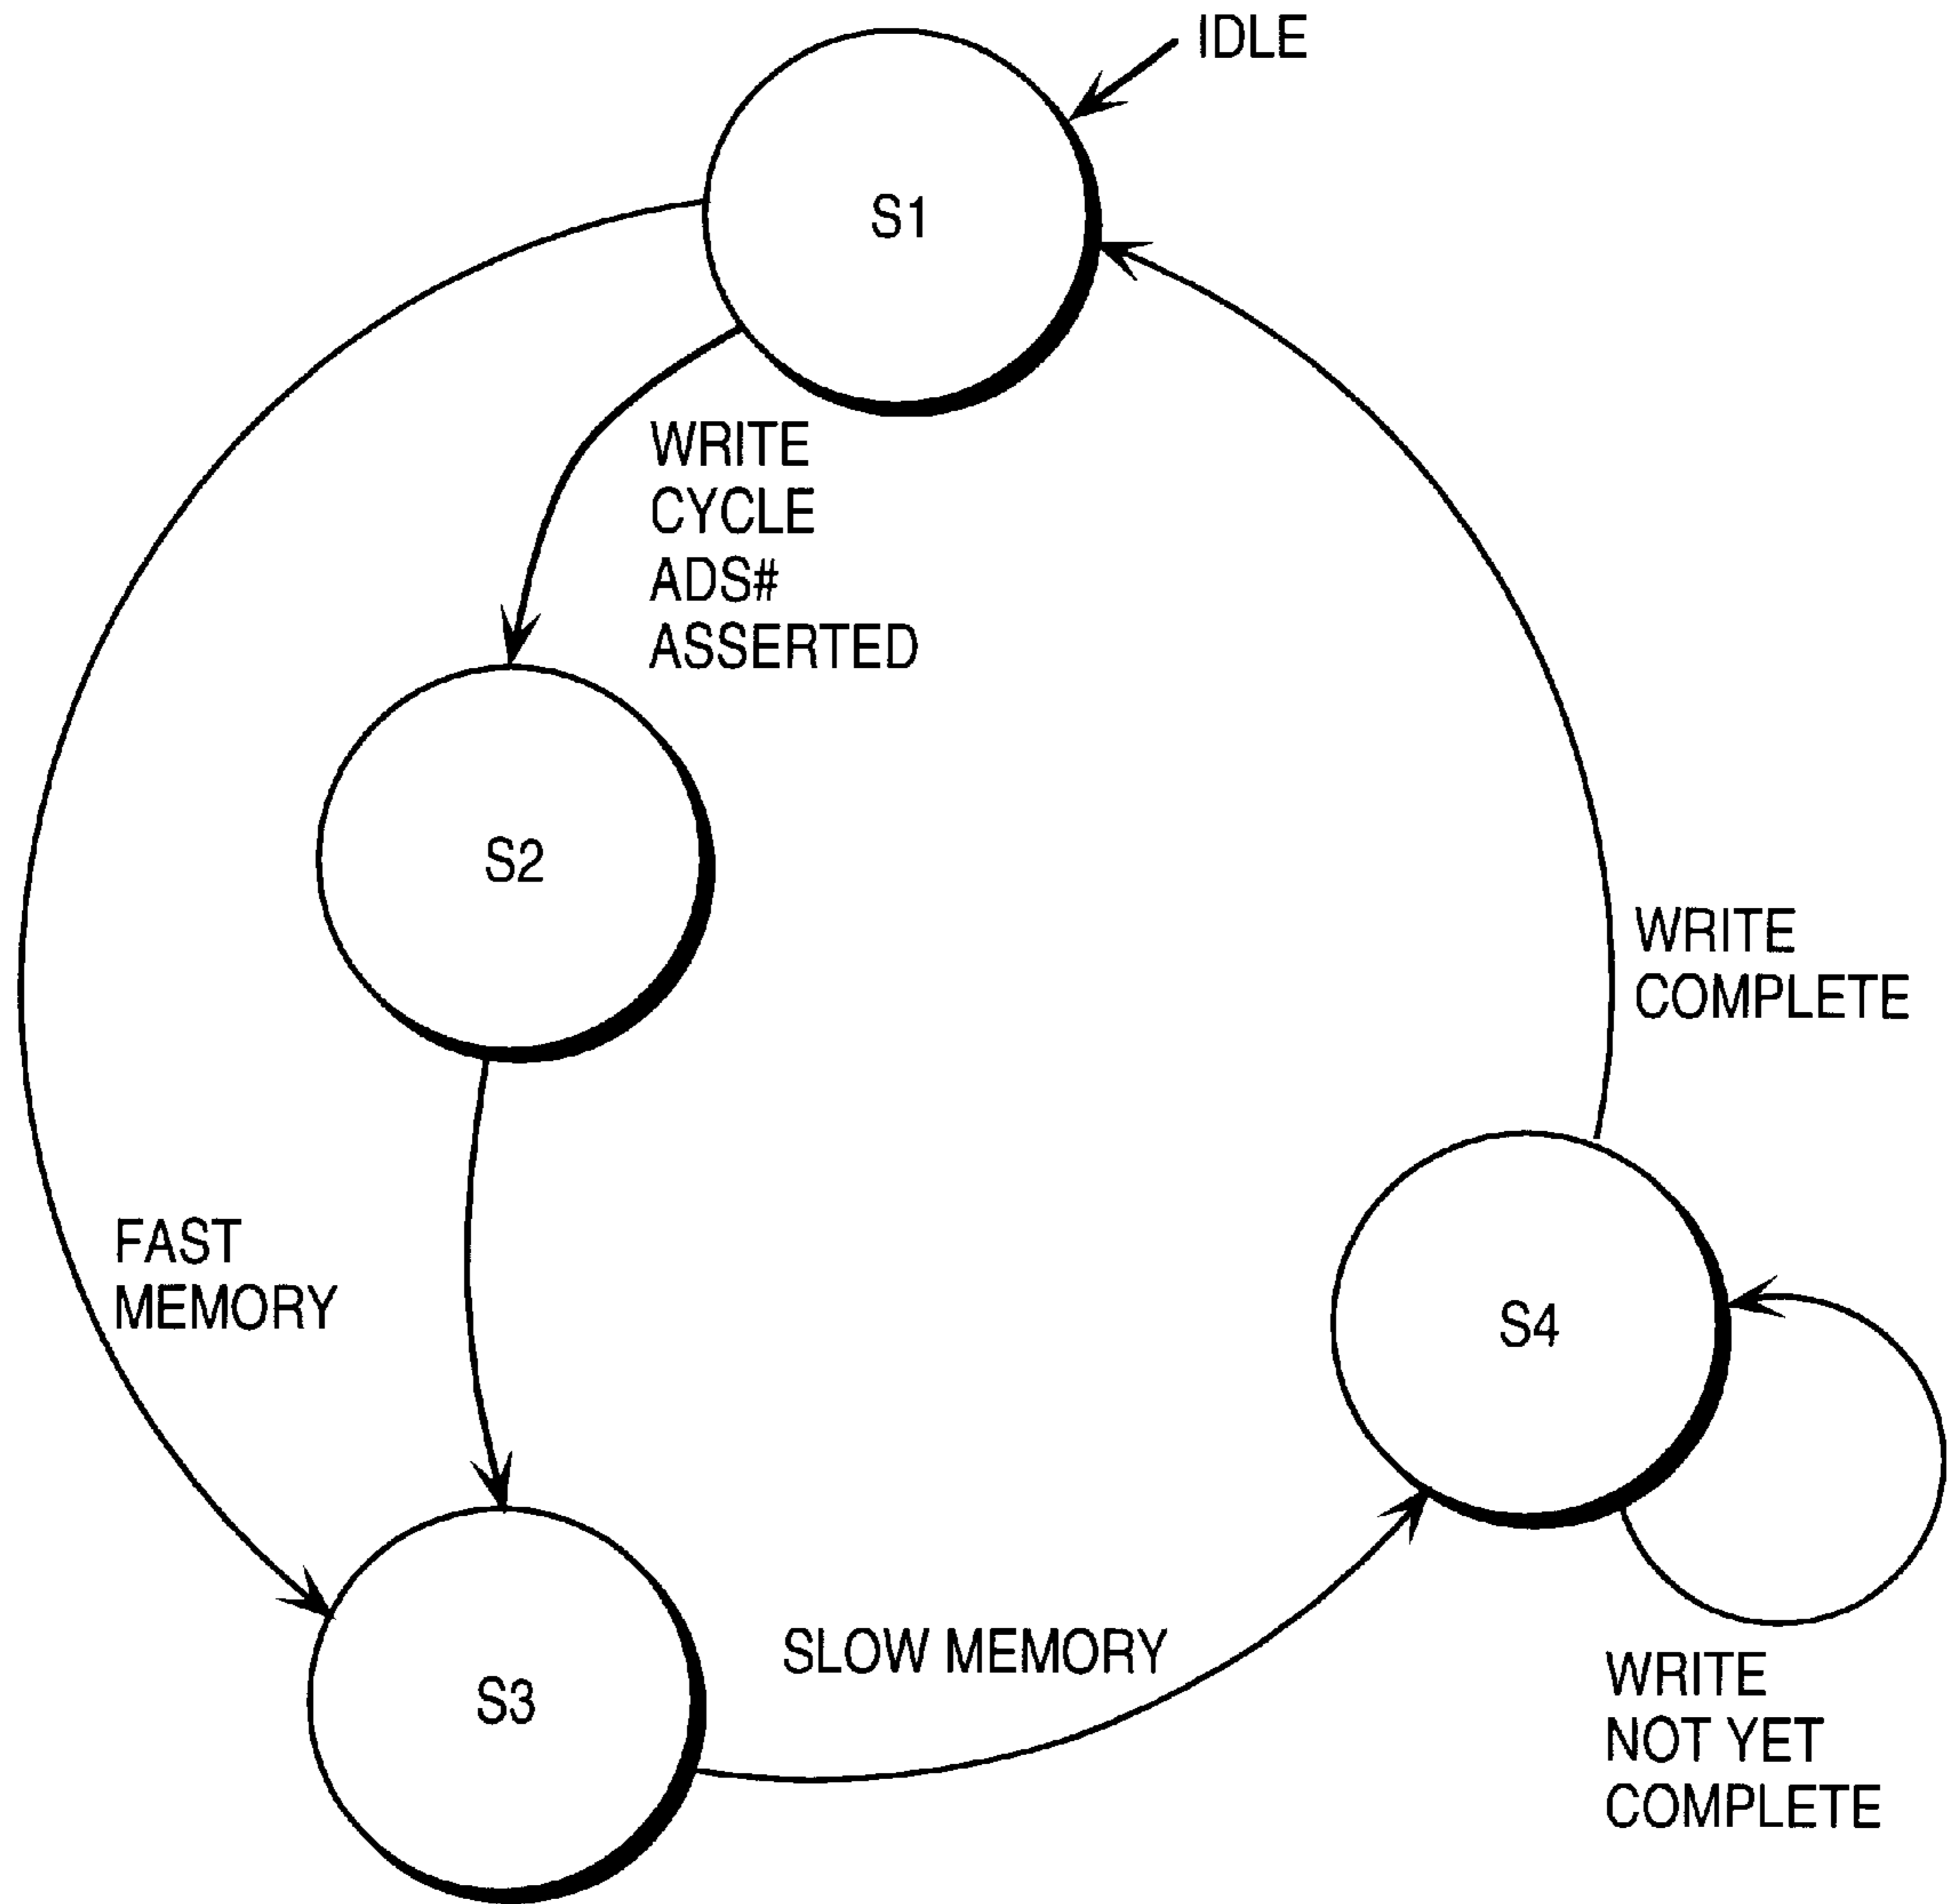 IDLE
S1
WRITE
CYCLE
ADS#
ASSERTED
S2
WRITE
COMPLETE
FAST
MEMORY
S4
SLOW MEMORY
S3
WRITE
NOT YET
COMPLETE